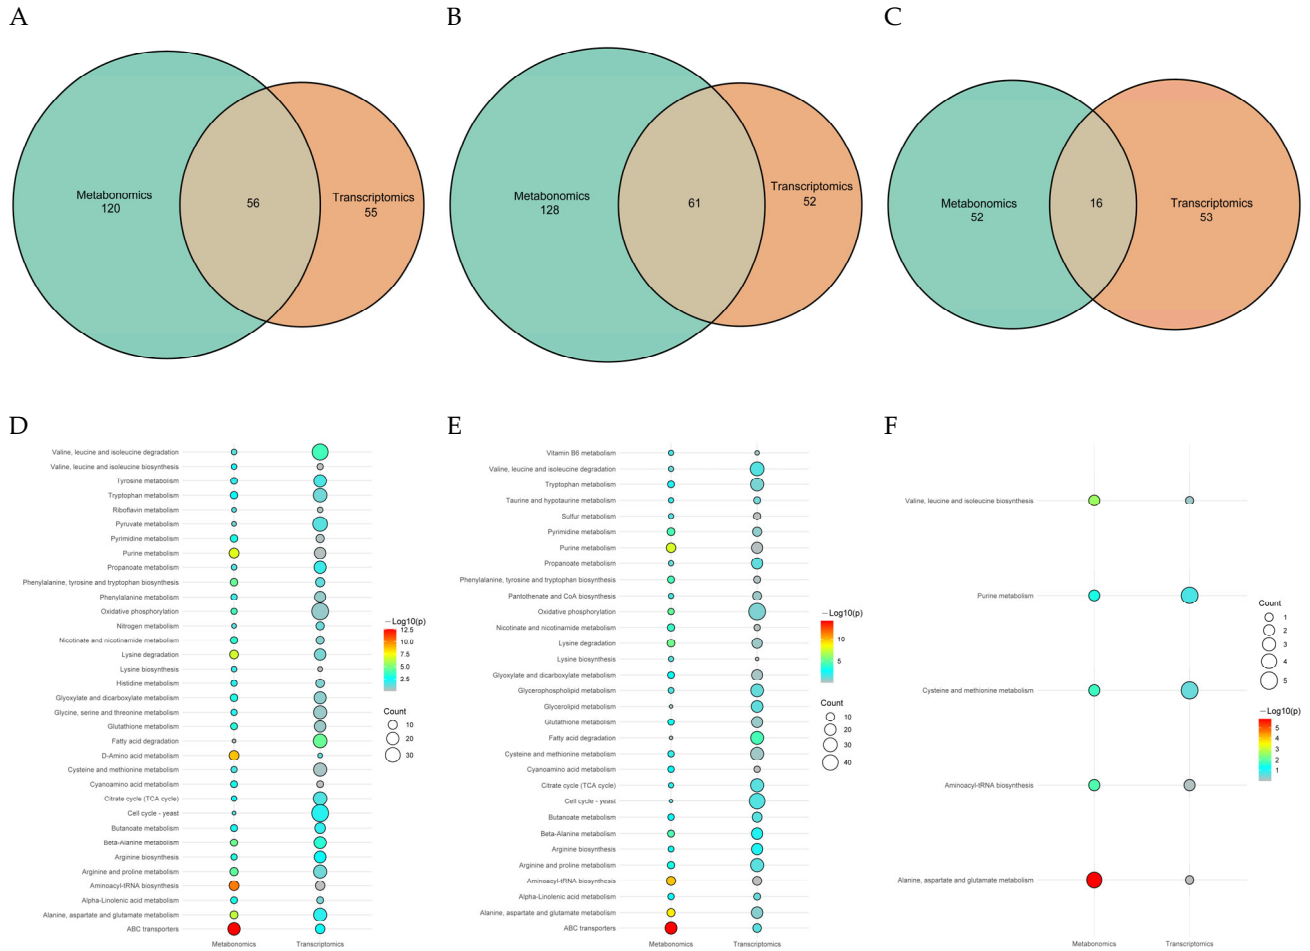 A
B
C
Metabonomics
120
56
Transcriptomics
55
Metabonomics
128
61
Transcriptomics
52
Metabonomics
52
16
Transcriptomics
53
D
Valine, leucine and isoleucine degradation
Valine, leucine and isoleucine biosynthesis
Tyrosine metabolism
Tryptophan metabolism
Riboflavin metabolism
Pyruvate metabolism
Pyrimidine metabolism
Purine metabolism
Propanoate metabolism
Phenylalanine, tyrosine and tryptophan biosynthesis
Phenylalanine metabolism
Oxidative phosphorylation
Nitrogen metabolism
Nicotinate and nicotinamide metabolism
Lysine degradation
Lysine biosynthesis
Histidine metabolism
Glyoxylate and dicarboxylate metabolism
Glycine, serine and threonine metabolism
Glutathione metabolism
Fatty acid degradation
D-Amino acid metabolism
Cysteine and methionine metabolism
Cyanoamino acid metabolism
Citrate cycle (TCA cycle)
Cell cycle - yeast
Butanoate metabolism
Beta-Alanine metabolism
Arginine biosynthesis
Arginine and proline metabolism
Aminoacyl-tRNA biosynthesis
Alpha-Linolenic acid metabolism
Alanine, aspartate and glutamate metabolism
ABC transporters
Metabonomics
Transcriptomics
−Log10(p)
12.5
10.0
7.5
5.0
2.5
Count
10
20
30
E
Vitamin B6 metabolism
Valine, leucine and isoleucine degradation
Tryptophan metabolism
Taurine and hypotaurine metabolism
Sulfur metabolism
Pyrimidine metabolism
Purine metabolism
Propanoate metabolism
Phenylalanine, tyrosine and tryptophan biosynthesis
Pantothenate and CoA biosynthesis
Oxidative phosphorylation
Nicotinate and nicotinamide metabolism
Lysine degradation
Lysine biosynthesis
Glyoxylate and dicarboxylate metabolism
Glycerophospholipid metabolism
Glycerolipid metabolism
Glutathione metabolism
Fatty acid degradation
Cysteine and methionine metabolism
Cyanoamino acid metabolism
Citrate cycle (TCA cycle)
Cell cycle - yeast
Butanoate metabolism
Beta-Alanine metabolism
Arginine biosynthesis
Arginine and proline metabolism
Aminoacyl-tRNA biosynthesis
Alpha-Linolenic acid metabolism
Alanine, aspartate and glutamate metabolism
ABC transporters
Metabonomics
Transcriptomics
−Log10(p)
10
5
Count
10
20
30
40
F
Valine, leucine and isoleucine biosynthesis
Purine metabolism
Cysteine and methionine metabolism
Aminoacyl-tRNA biosynthesis
Alanine, aspartate and glutamate metabolism
Metabonomics
Transcriptomics
Count
1
2
3
4
5
−Log10(p)
5
4
3
2
1